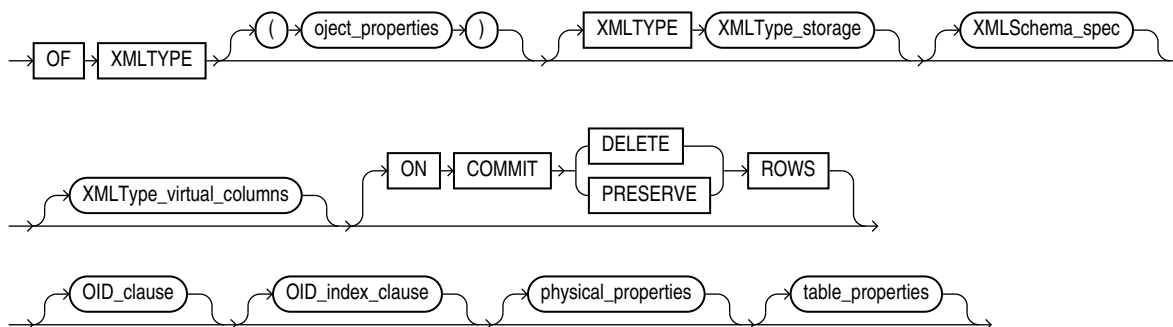 ( oject_properties ) XMLTYPE XMLType_storage XMLSchema_spec
OF XMLTYPE
DELETE
ON COMMIT ROWS
XMLType_virtual_columns PRESERVE
OID_clause OID_index_clause physical_properties table_properties